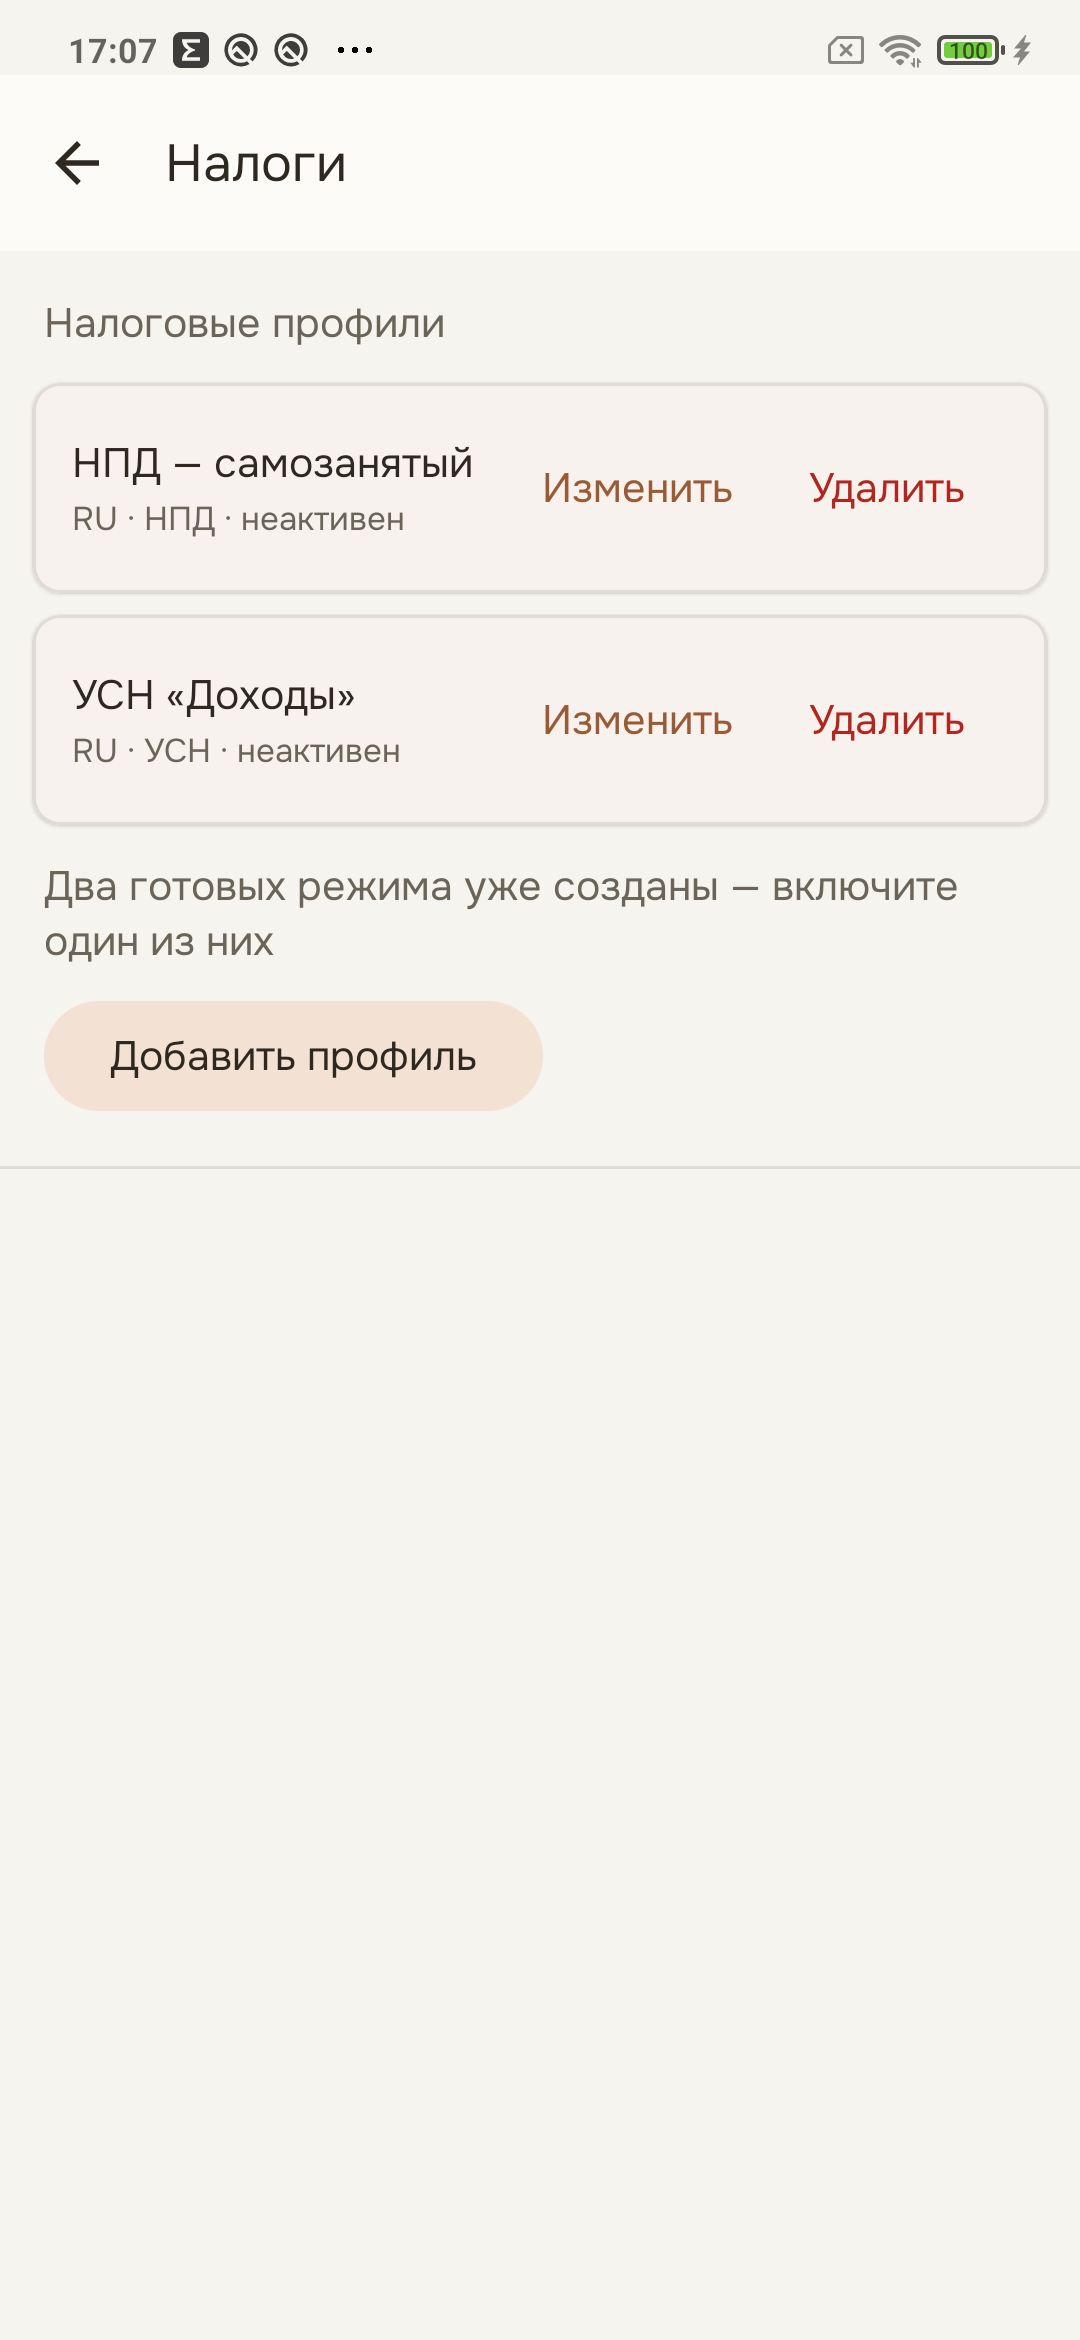 17:07
100
Налоги
Налоговые профили
НПД — самозанятый
RU · НПД · неактивен
Изменить
Удалить
УСН «Доходы»
RU · УСН · неактивен
Изменить
Удалить
Два готовых режима уже созданы — включите
один из них
Добавить профиль